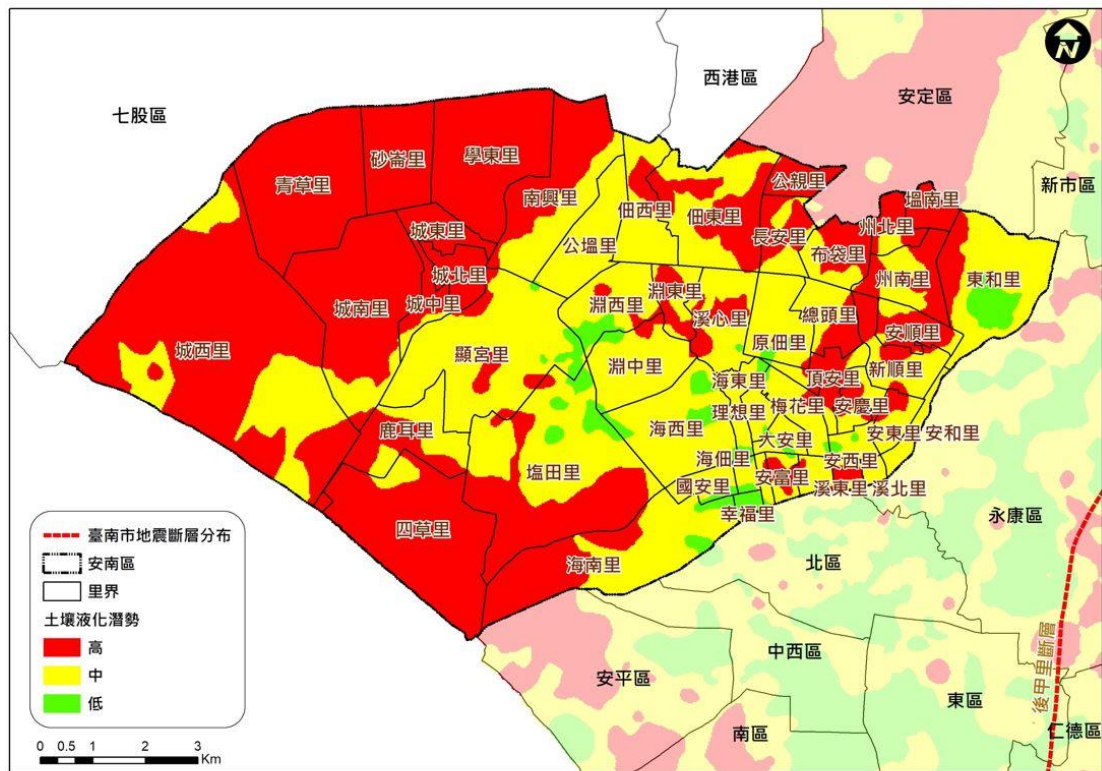 N
西港區
七股區
安定區
新市區
砂崙里
學東里
青草里
公親里
塭南里
南興里
佃西里
佃東里
州北里
城東里
公塭里
長安里
布袋里
城北里
淵東里
州南里
東和里
城南里
城中里
淵西里
溪心里
總頭里
安順里
城西里
顯宮里
淵中里
原佃里
新順里
海東里
頂安里
鹿耳里
理想里
梅花里
安慶里
海西里
大安里
安東里
安和里
塩田里
海佃里
安富里
安西里
國安里
溪東里
溪北里
四草里
幸福里
永康區
海南里
北區
中西區
安平區
東區
南區
仁德區
後甲里斷層
臺南市地震斷層分布
安南區
里界
土壤液化潛勢
高
中
低
0 0.5 1 2 3
Km